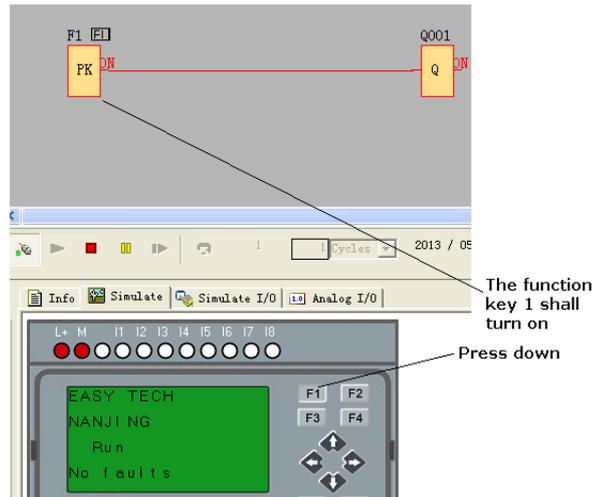 F1 F1 Q001
PK ON Q ON
1 1 Cycles 2013 / 05
The function
key 1 shall
turn on
Info Simulate Simulate I/O 1.0 Analog I/O
Press down
L+ M I1 I2 I3 I4 I5 I6 I7 I8
EASY TECH
NANJING
Run
No faults
F1 F2
F3 F4